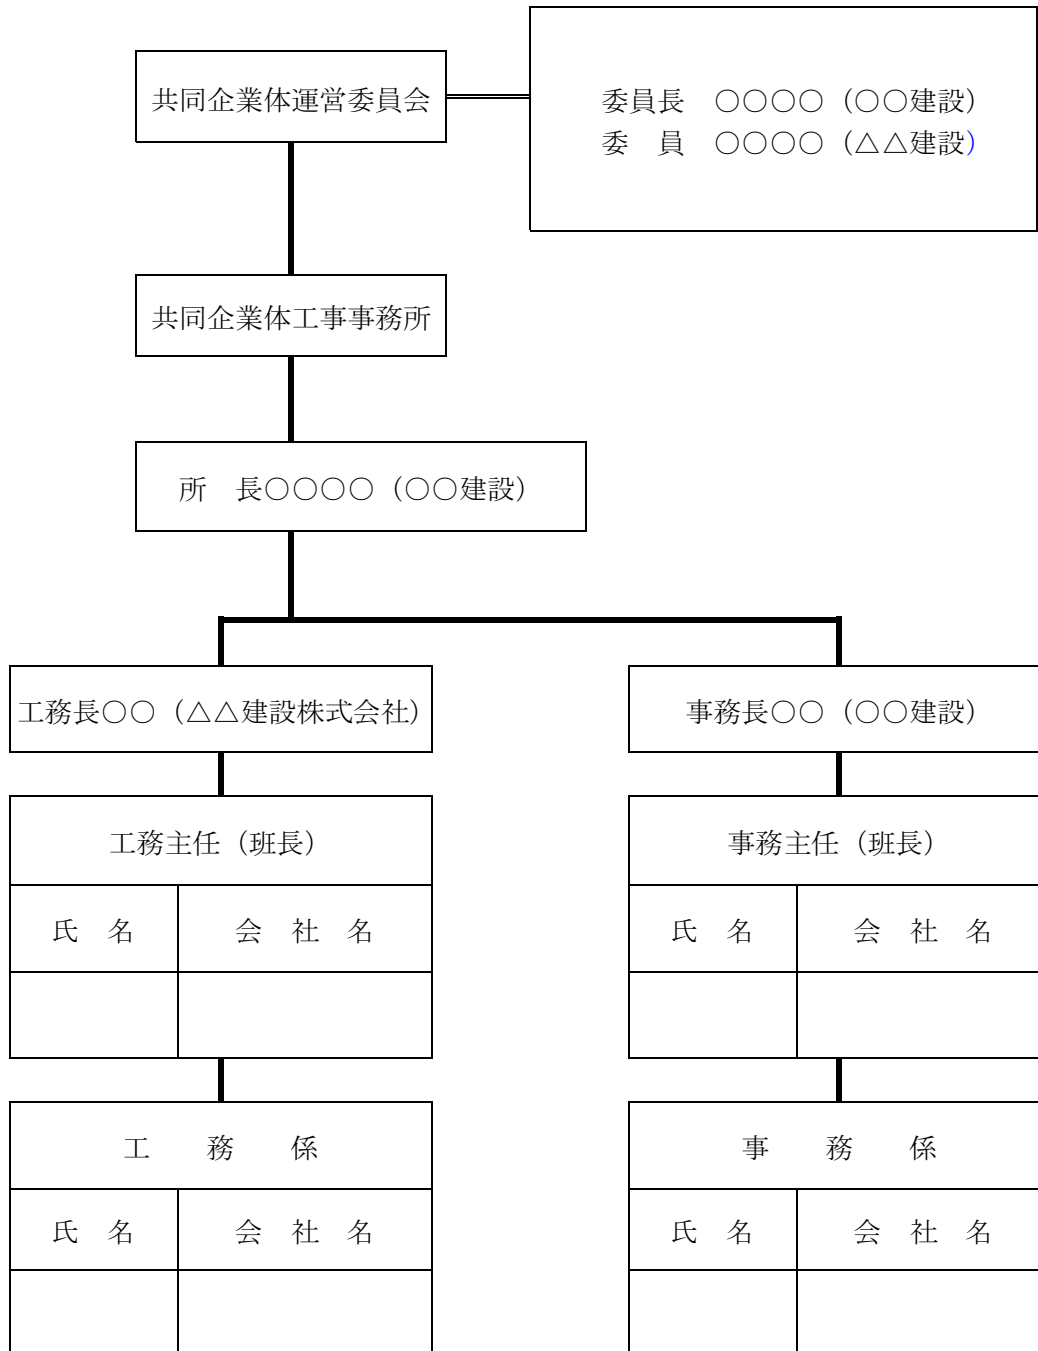 共同企業体運営委員会
委員長　○○○○（○○建設）
委　員　○○○○（△△建設）
共同企業体工事事務所
所　長○○○○（○○建設）
工務長○○（△△建設株式会社）
事務長○○（○○建設）
工務主任（班長）
事務主任（班長）
氏　名　会　社　名
氏　名　会　社　名
工　務　係
事　務　係
氏　名　会　社　名
氏　名　会　社　名